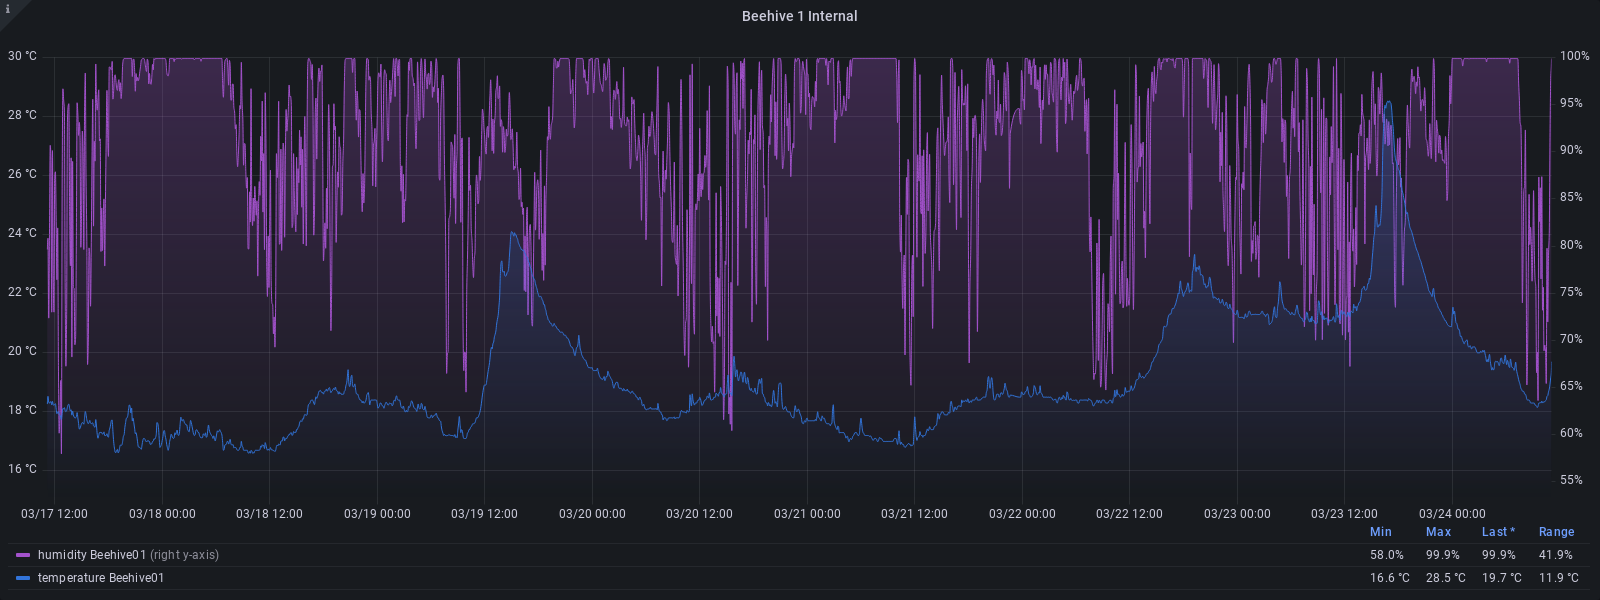 i
Beehive 1 Internal
30 °C
28 °C
26 °C
24 °C
22 °C
20 °C
18 °C
16 °C
100%
95%
90%
85%
80%
75%
70%
65%
60%
55%
03/17 12:00 03/18 00:00 03/18 12:00 03/19 00:00 03/19 12:00 03/20 00:00 03/20 12:00 03/21 00:00 03/21 12:00 03/22 00:00 03/22 12:00 03/23 00:00 03/23 12:00 03/24 00:00
Min Max Last * Range
humidity Beehive01 (right y-axis) 58.0% 99.9% 99.9% 41.9%
temperature Beehive01 16.6 °C 28.5 °C 19.7 °C 11.9 °C